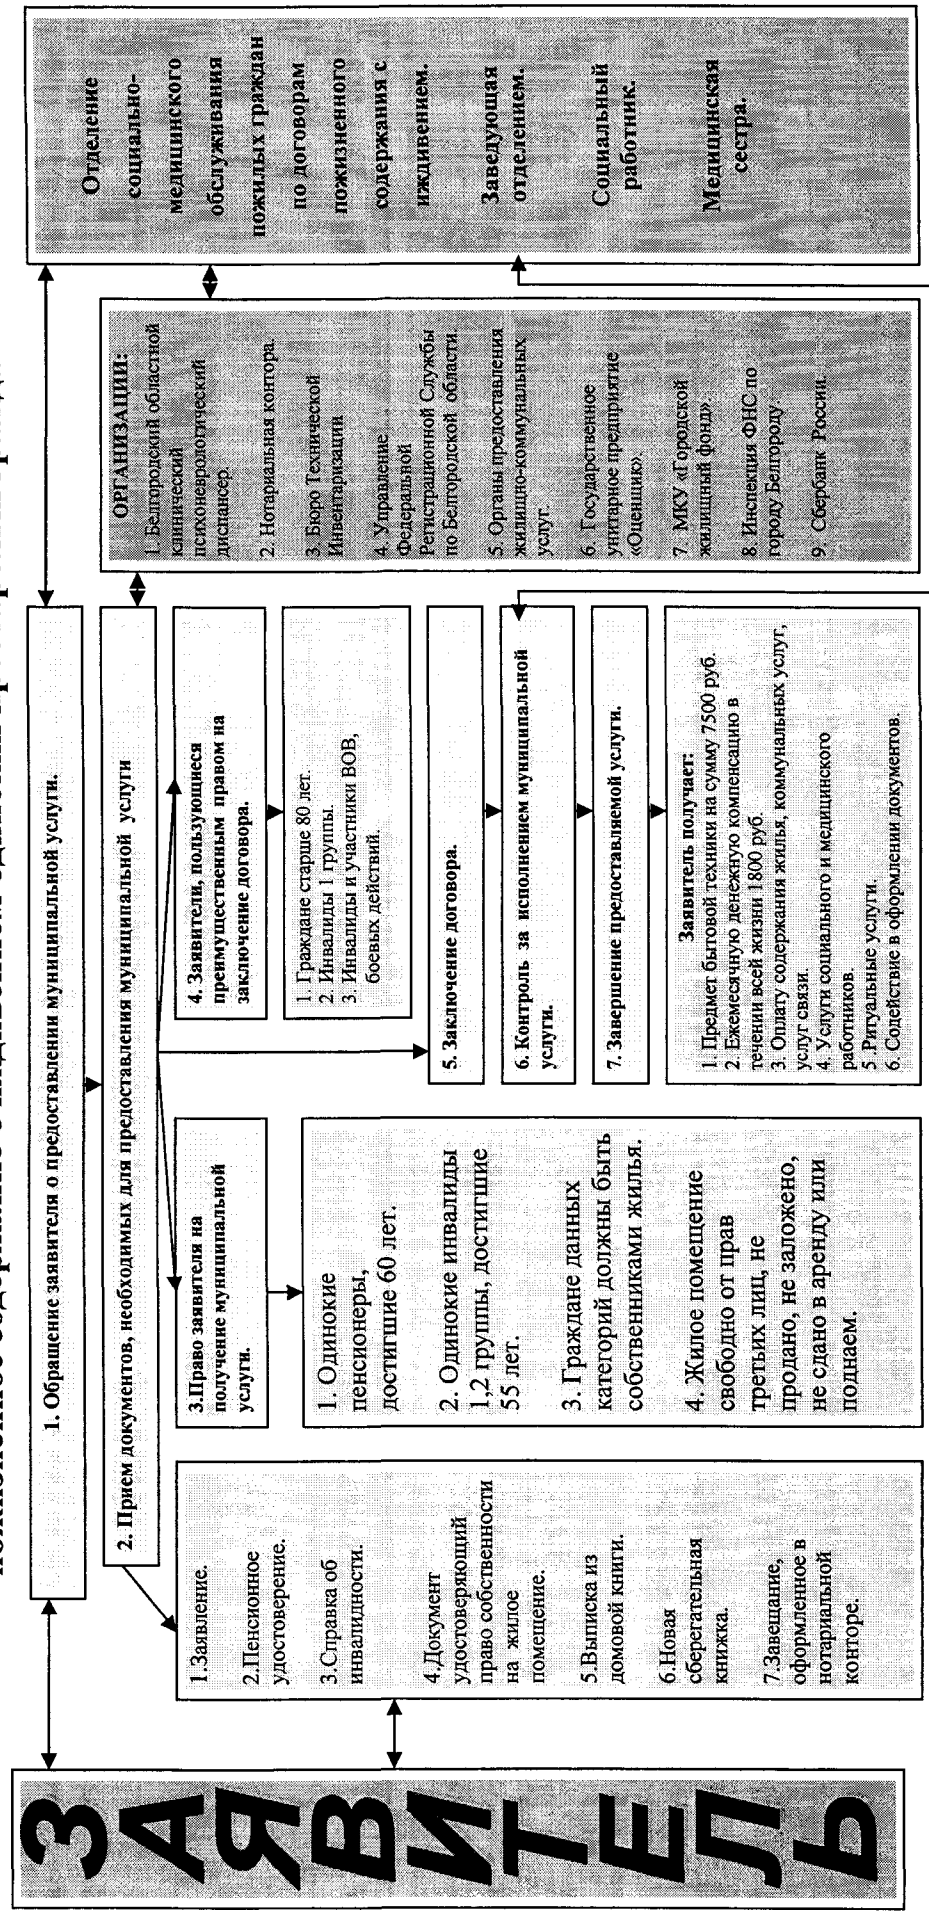 ЗАЯВИТЕЛЬ
1. Обращение заявителя о предоставлении муниципальной услуги.
2. Прием документов, необходимых для предоставления муниципальной услуги
1.Заявление.
2.Пенсионное
удостоверение.
3.Справка об
инвалидности.
4.Документ
удостоверяющий
право собственности
на жилое
помещение.
5.Выписка из
домовой книги.
6.Новая
сберегательная
книжка.
7.Завещание,
оформленное в
нотариальной
конторе.
3.Право заявителя на
получение муниципальной
услуги.
1. Одинокие
пенсионеры,
достигшие 60 лет.
2. Одинокие инвалиды
1,2 группы, достигшие
55 лет.
3. Граждане данных
категорий должны быть
собственниками жилья.
4. Жилое помещение
свободно от прав
третьих лиц, не
продано, не заложено,
не сдано в аренду или
поднаем.
4. Заявители, пользующиеся
преимущественным правом на
заключение договора.
1. Граждане старше 80 лет.
2. Инвалиды 1 группы.
3. Инвалиды и участники ВОВ,
боевых действий.
5. Заключение договора.
6. Контроль за исполнением муниципальной
услуги.
7. Завершение предоставляемой услуги.
Заявитель получает:
1. Предмет бытовой техники на сумму 7500 руб.
2. Ежемесячную денежную компенсацию в
течении всей жизни 1800 руб.
3. Оплату содержания жилья, коммунальных услуг,
услуг связи.
4. Услуги социального и медицинского
работников.
5 .Ритуальные услуги.
6. Содействие в оформлении документов.
ОРГАНИЗАЦИИ:
1. Белгородский областной
клинический
психоневрологический
диспансер.
2. Нотариальная контора.
3. Бюро Технической
Инвентаризации
4. Управление
Федеральной
Регистрационной Службы
по Белгородской области.
5. Органы предоставления
жилищно-коммунальных
услуг.
6. Государственное
унитарное предприятие
«Оценщик»
7. МКУ «Городской
жилищный фонд»
8. Инспекция ФНС по
городу Белгороду
9. Сбербанк России.
Отделение
социально-
медицинского
обслуживания
пожилых граждан
по договорам
пожизненного
содержания с
иждивением.
Заведующая
отделением.
Социальный
работник.
Медицинская
сестра.